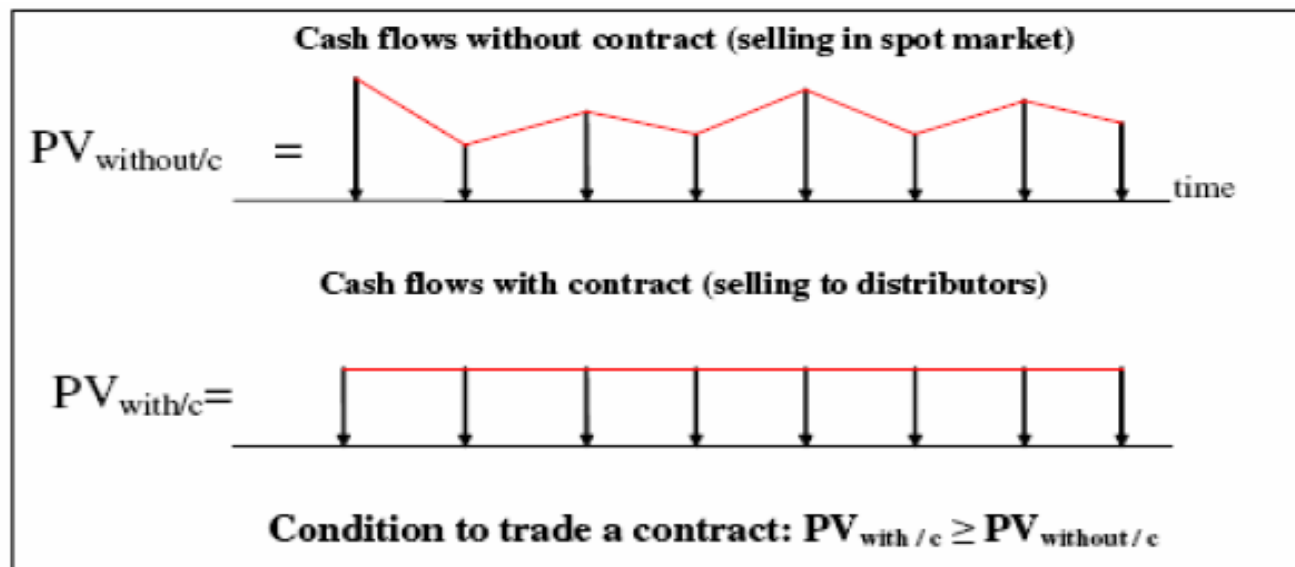 Cash flows without contract (selling in spot market)
PVwithout/c =
time
Cash flows with contract (selling to distributors)
PVwith/c=
Condition to trade a contract: PVwith / c ≥ PVwithout / c